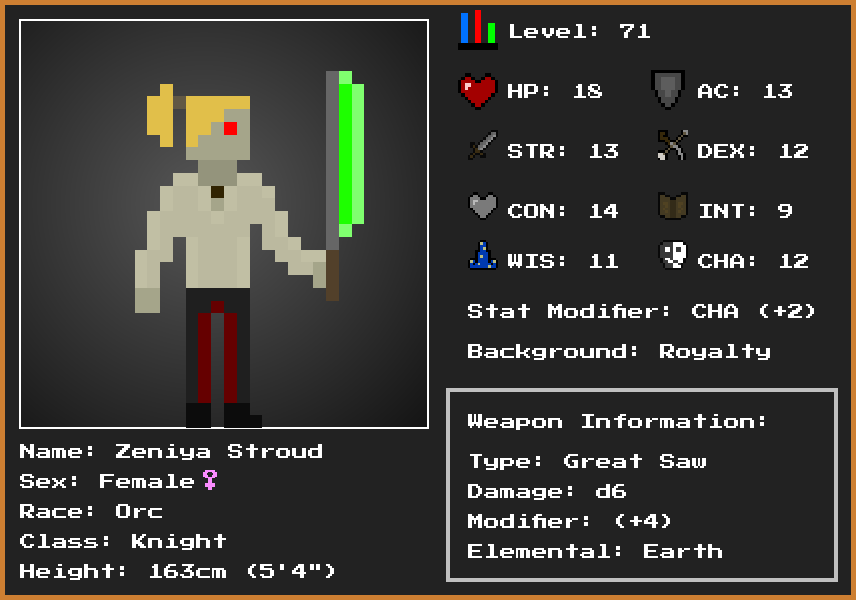 Level: 71
HP: 18 AC: 13
STR: 13 DEX: 12
CON: 14 INT: 9
WIS: 11 CHA: 12
Stat Modifier: CHA (+2)
Background: Royalty
Weapon Information:
Type: Great Saw
Damage: d6
Modifier: (+4)
Elemental: Earth
Name: Zeniya Stroud
Sex: Female♀
Race: Orc
Class: Knight
Height: 163cm (5'4")